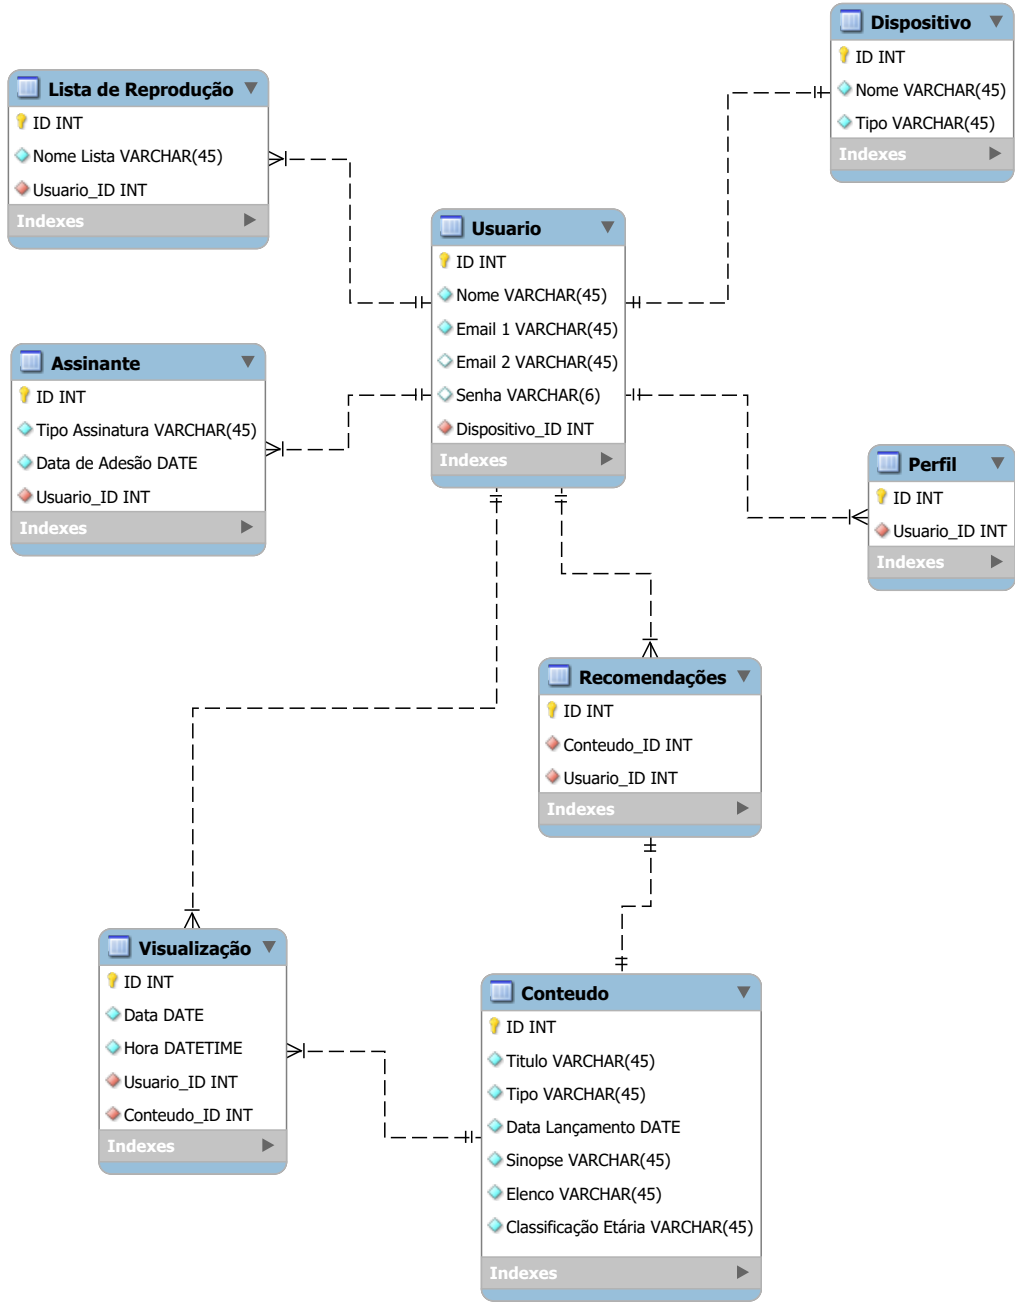 Dispositivo
ID INT
Nome VARCHAR(45)
Tipo VARCHAR(45)
Indexes
Lista de Reprodução
ID INT
Nome Lista VARCHAR(45)
Usuario_ID INT
Indexes
Usuario
ID INT
Nome VARCHAR(45)
Email 1 VARCHAR(45)
Email 2 VARCHAR(45)
Senha VARCHAR(6)
Dispositivo_ID INT
Indexes
Assinante
ID INT
Tipo Assinatura VARCHAR(45)
Data de Adesão DATE
Usuario_ID INT
Indexes
Perfil
ID INT
Usuario_ID INT
Indexes
Recomendações
ID INT
Conteudo_ID INT
Usuario_ID INT
Indexes
Visualização
ID INT
Data DATE
Hora DATETIME
Usuario_ID INT
Conteudo_ID INT
Indexes
Conteudo
ID INT
Titulo VARCHAR(45)
Tipo VARCHAR(45)
Data Lançamento DATE
Sinopse VARCHAR(45)
Elenco VARCHAR(45)
Classificação Etária VARCHAR(45)
Indexes